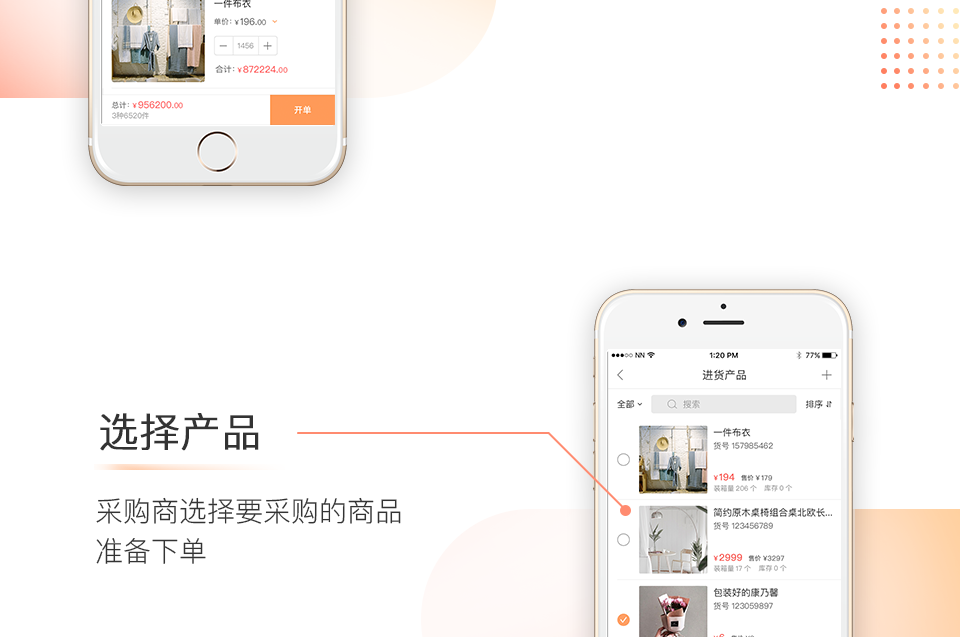 一件布衣
单价: ¥196.00
− 1456 +
合计: ¥872224.00
总计: ¥956200.00
3种6520件
开单
NN 1:20 PM 77%
进货产品
全部 搜索 排序
一件布衣
货号 157985462
¥194 售价 ¥179
装箱量 206 个 库存 0 个
选择产品
采购商选择要采购的商品
准备下单
简约原木桌椅组合桌北欧长...
货号 123456789
¥2999 售价 ¥3297
装箱量 17 个 库存 0 个
包装好的康乃馨
货号 123059897